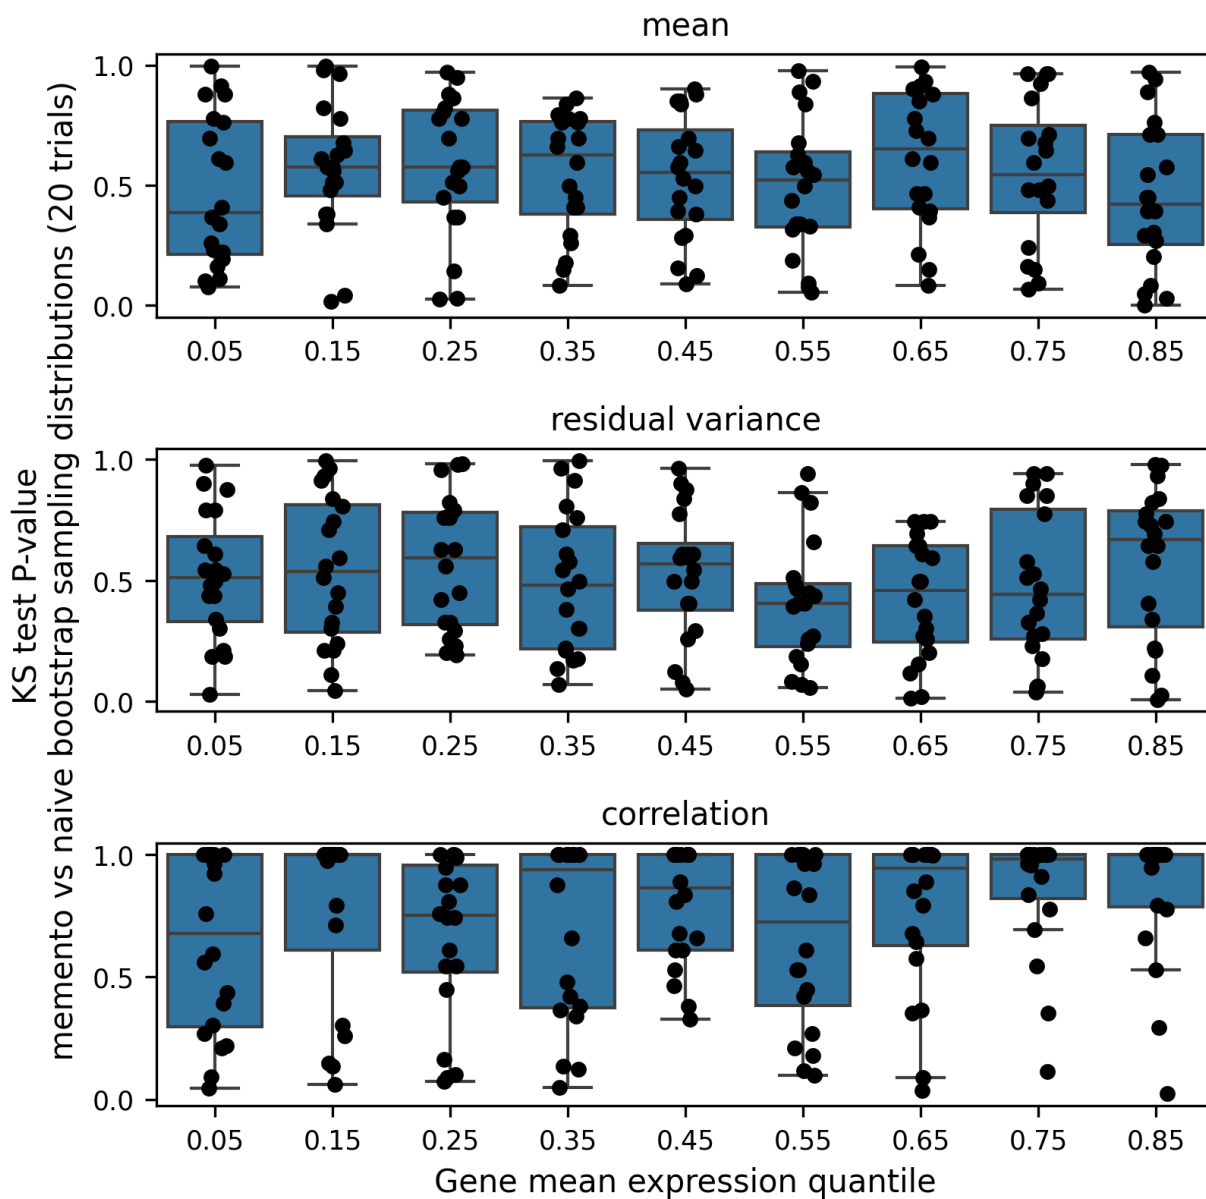 mean
1.0
0.5
0.0
0.05 0.15 0.25 0.35 0.45 0.55 0.65 0.75 0.85
residual variance
1.0
0.5
0.0
0.05 0.15 0.25 0.35 0.45 0.55 0.65 0.75 0.85
correlation
1.0
0.5
0.0
0.05 0.15 0.25 0.35 0.45 0.55 0.65 0.75 0.85
Gene mean expression quantile
KS test P-value
memento vs naive bootstrap sampling distributions (20 trials)